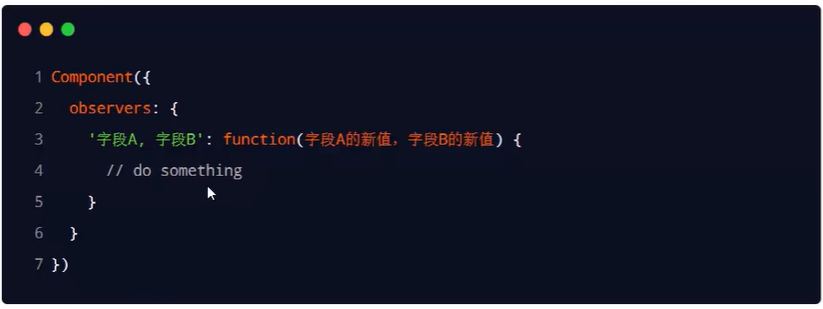 1 Component({
2 observers: {
3 '字段A, 字段B': function(字段A的新值，字段B的新值) {
4 // do something
5 }
6 }
7 })